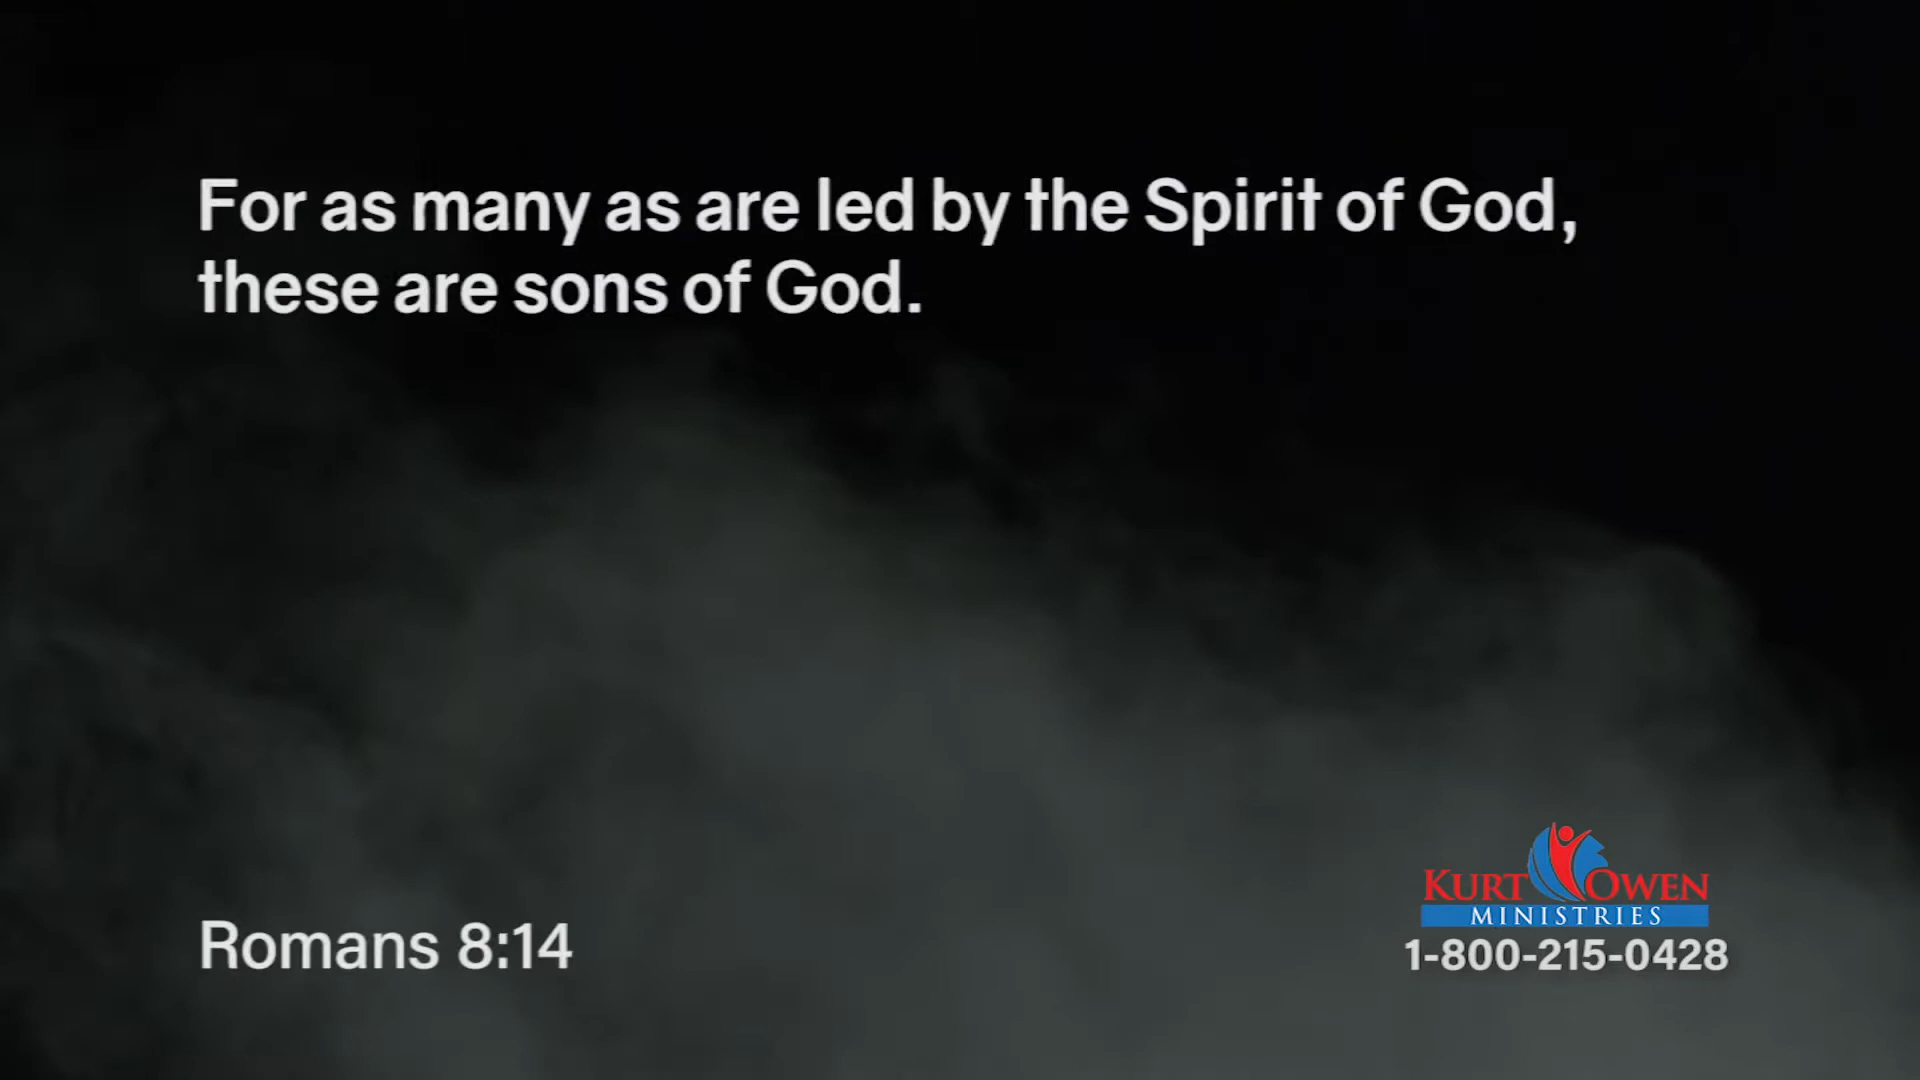 For as many as are led by the Spirit of God,
these are sons of God.
Romans 8:14
KURT OWEN
MINISTRIES
1-800-215-0428